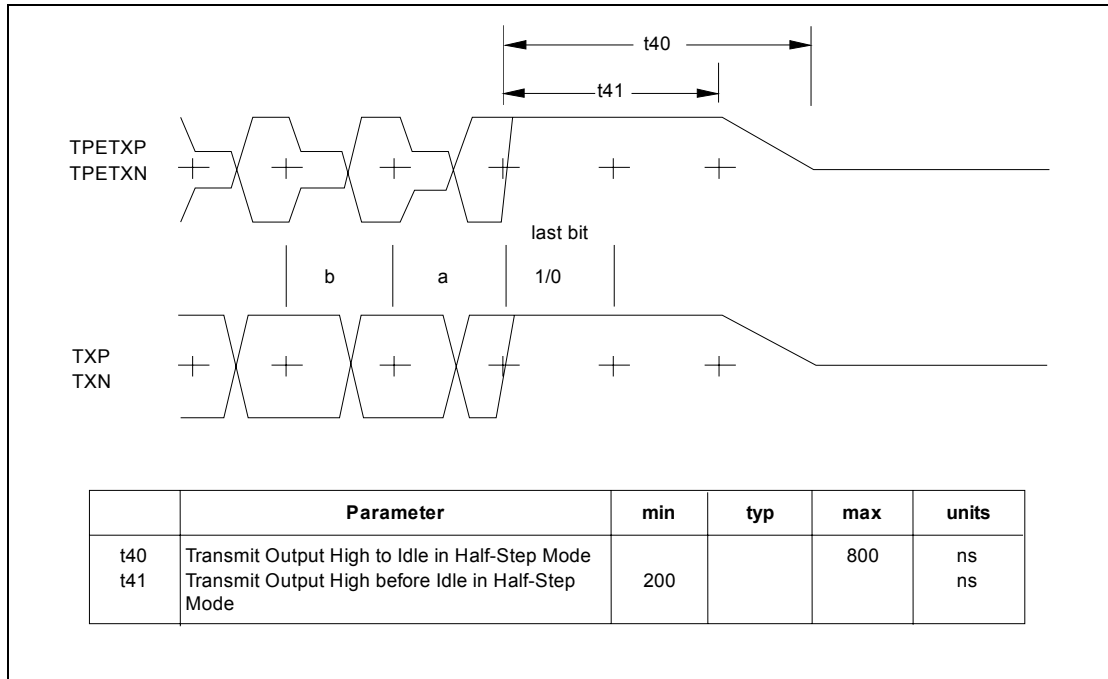 t40
t41
TPETXP
TPETXN
last bit
b a 1/0
TXP
TXN
Parameter min typ max units
t40 Transmit Output High to Idle in Half-Step Mode 800 ns
t41 Transmit Output High before Idle in Half-Step 200 ns
Mode